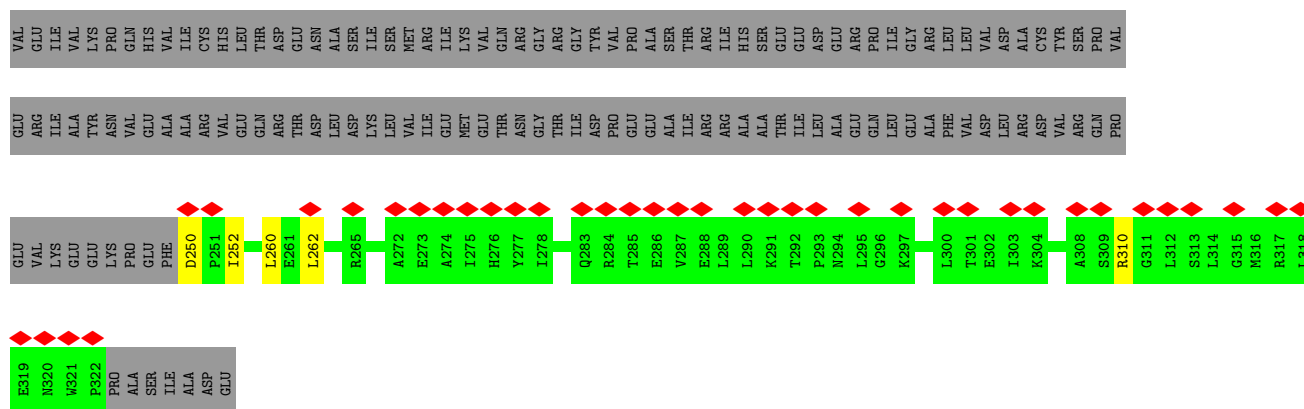 VAL GLU ILE VAL LYS PRO GLN HIS VAL ILE CYS HIS LEU THR ASP GLU ASN ALA SER ILE SER MET ARG ILE LYS VAL GLN ARG GLY ARG GLY TYR VAL PRO ALA SER THR ARG ILE HIS SER GLU GLU ASP GLU ARG PRO ILE GLY ARG LEU LEU VAL ASP ALA CYS TYR SER PRO VAL
GLU ARG ILE ALA TYR ASN VAL GLU ALA ALA ARG VAL GLU GLN ARG THR ASP LEU ASP LYS LEU VAL ILE GLU MET GLU THR ASN GLY THR ILE ASP PRO GLU GLU ALA ILE ARG ARG ALA ALA THR ILE LEU ALA GLU GLN LEU GLU ALA PHE VAL ASP LEU ARG ASP VAL ARG GLN PRO
GLU VAL LYS GLU GLU LYS PRO GLU PHE D250 P251 I252 L260 E261 L262 R265 A272 E273 A274 I275 H276 Y277 I278 Q283 R284 T285 E286 V287 E288 L289 L290 K291 T292 P293 N294 L295 G296 K297 L300 T301 E302 I303 K304 A308 S309 R310 G311 L312 S313 L314 G315 M316 R317 L318
E319 N320 W321 P322 PRO ALA SER ILE ALA ASP GLU